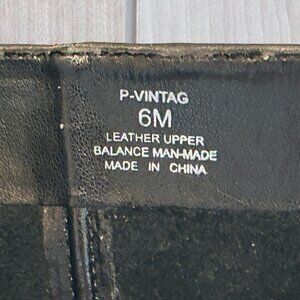 P-VINTAG
6M
LEATHER UPPER
BALANCE MAN-MADE
MADE IN CHINA